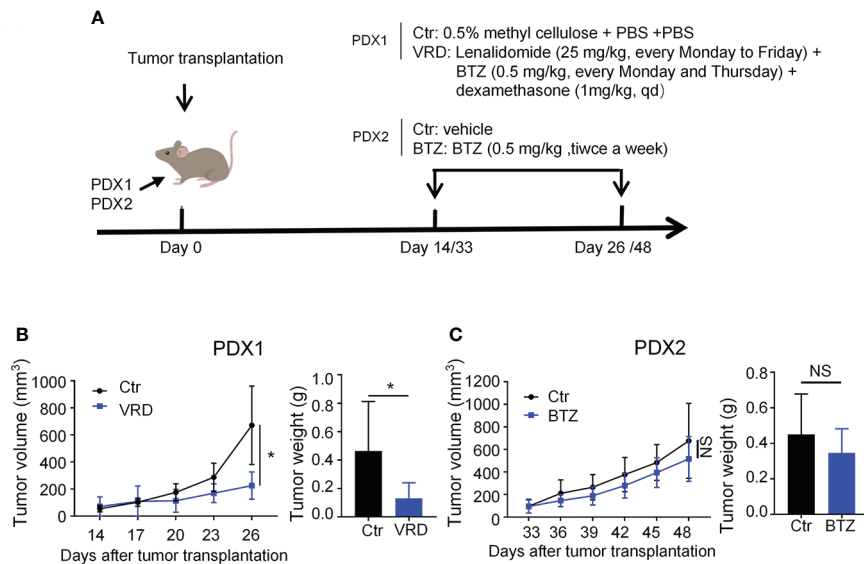 A
Tumor transplantation
PDX1
Ctr: 0.5% methyl cellulose + PBS +PBS
VRD: Lenalidomide (25 mg/kg, every Monday to Friday) +
BTZ (0.5 mg/kg, every Monday and Thursday) +
dexamethasone (1mg/kg, qd)
PDX2
Ctr: vehicle
BTZ: BTZ (0.5 mg/kg ,tiwce a week)
PDX1
PDX2
Day 0
Day 14/33
Day 26 /48
B
PDX1
Tumor volume (mm³)
1000
800
600
400
200
0
Ctr
VRD
*
14 17 20 23 26
Days after tumor transplantation
Tumor weight (g)
1.0
0.8
0.6
0.4
0.2
0.0
*
Ctr VRD
C
PDX2
Tumor volume (mm³)
1200
1000
800
600
400
200
0
Ctr
BTZ
NS
33 36 39 42 45 48
Days after tumor transplantation
Tumor weight (g)
0.8
0.6
0.4
0.2
0.0
NS
Ctr BTZ